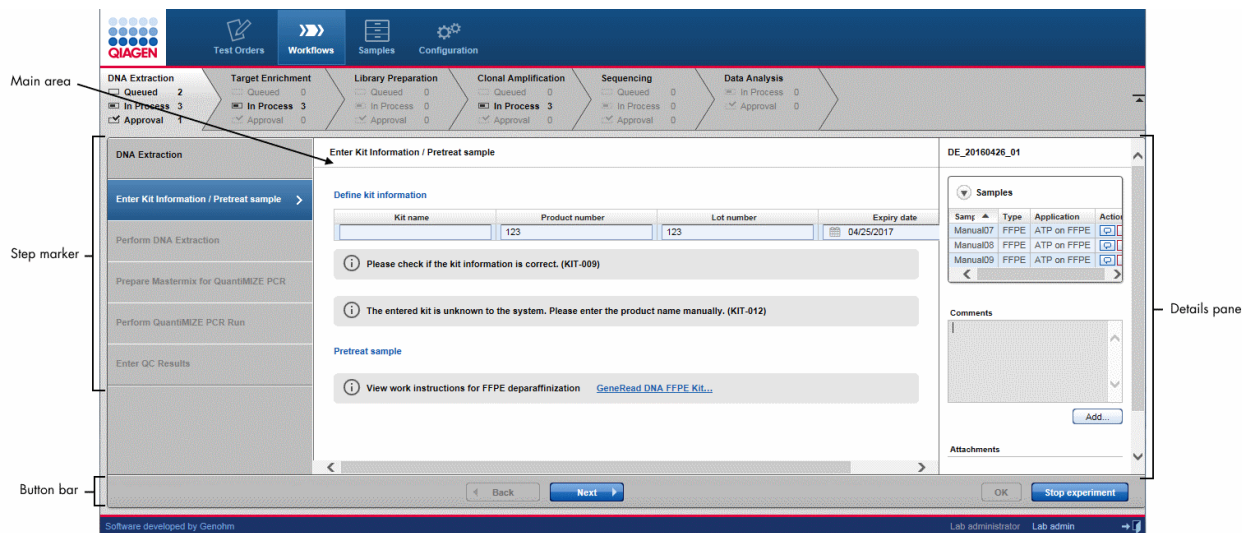 QIAGEN
Test Orders
Workflows
Samples
Configuration
Main area
DNA Extraction
Queued 2
In Process 3
Approval 1
Target Enrichment
Queued 0
In Process 3
Approval 0
Library Preparation
Queued 0
In Process 0
Approval 0
Clonal Amplification
Queued 0
In Process 3
Approval 0
Sequencing
Queued 0
In Process 0
Approval 0
Data Analysis
In Process 0
Approval 0
Step marker
DNA Extraction
Enter Kit Information / Pretreat sample
Perform DNA Extraction
Prepare Mastermix for QuantiMIZE PCR
Perform QuantiMIZE PCR Run
Enter QC Results
Enter Kit Information / Pretreat sample
Define kit information
Kit name Product number Lot number Expiry date
123 123 04/25/2017
Please check if the kit information is correct. (KIT-009)
The entered kit is unknown to the system. Please enter the product name manually. (KIT-012)
Pretreat sample
View work instructions for FFPE deparaffinization GeneRead DNA FFPE Kit...
DE_20160426_01
Samples
Type Application
Manual07 FFPE ATP on FFPE
Manual08 FFPE ATP on FFPE
Manual09 FFPE ATP on FFPE
Comments
Add...
Attachments
Details pane
Button bar
Back
Next
OK
Stop experiment
Software developed by Genohm
Lab administrator Lab admin